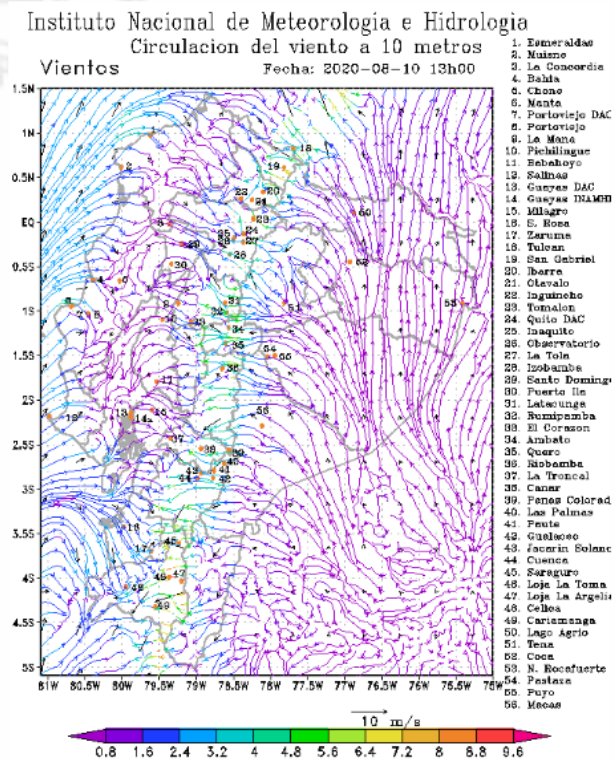 Instituto Nacional de Meteorologia e Hidrologia
Circulacion del viento a 10 metros
Vientos
Fecha: 2020-08-10 13h00
1. Esmeraldas
2. Muisne
3. La Concordia
4. Bahia
5. Chone
6. Manta
7. Portoviejo DAC
8. Portoviejo
9. La Mana
10. Pichilingue
11. Babahoyo
12. Salinas
13. Guayas DAC
14. Guayas INAMHI
15. Milagro
16. S. Rosa
17. Zaruma
18. Tulcan
19. San Gabriel
20. Ibarra
21. Otavalo
22. Inguincho
23. Tomalon
24. Quito DAC
25. Inaquito
26. Observatorio
27. La Tola
28. Izobamba
29. Santo Doming
30. Puerto Ila
31. Latacunga
32. Rumipamba
33. El Corazon
34. Ambato
35. Quero
36. Riobamba
37. La Troncal
38. Canar
39. Penas Colorad
40. Las Palmas
41. Paute
42. Gualaceo
43. Jacarin Solano
44. Cuenca
45. Saraguro
46. Loja La Toma
47. Loja La Argelia
48. Celica
49. Cariamanga
50. Lago Agrio
51. Tena
52. Coca
53. N. Rocafuerte
54. Pastaza
55. Puyo
56. Macas
1.5N
1N
0.5N
EQ
0.5S
1S
1.5S
2S
2.5S
3S
3.5S
4S
4.5S
5S
81W 80.5W 80W 79.5W 79W 78.5W 78W 77.5W 77W 76.5W 76W 75.5W 75W
10 m/s
0.8 1.6 2.4 3.2 4 4.8 5.6 6.4 7.2 8 8.8 9.6